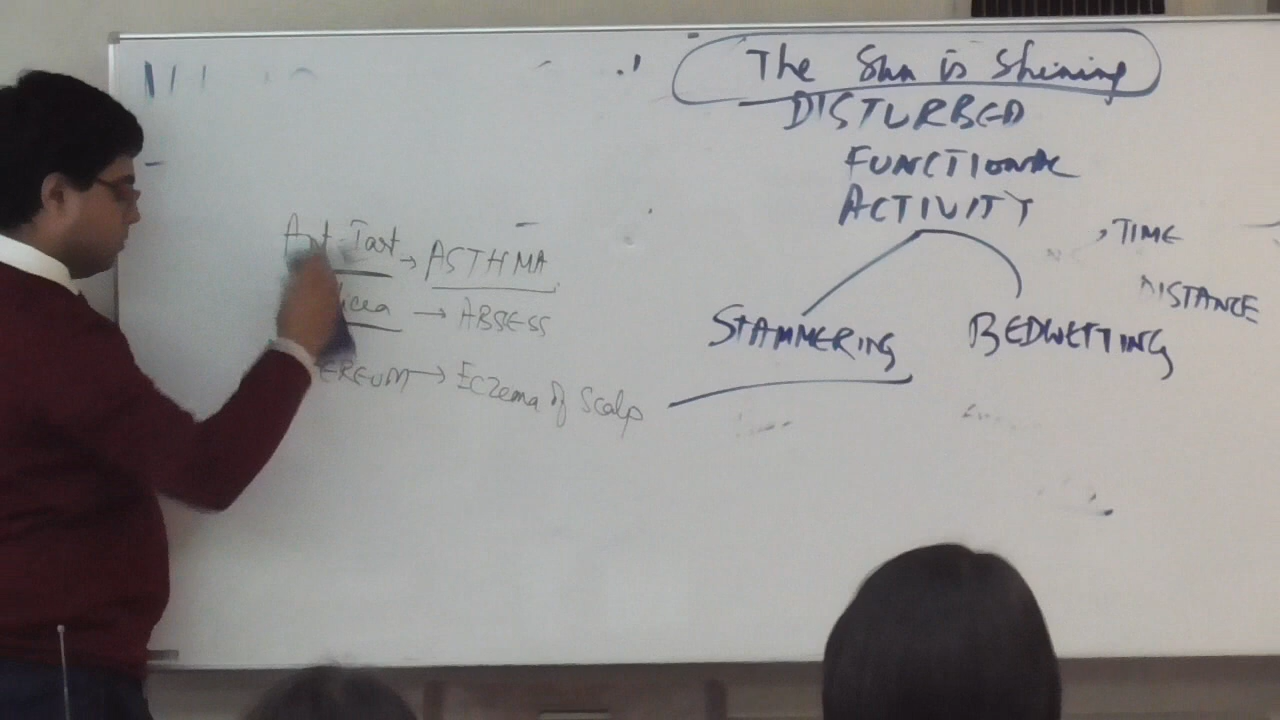 The Sun is Shining
DISTURBED
FUNCTIONAL
ACTIVITY
TIME
DISTANCE
STAMMERING BEDWETTING
Ant-Tart → ASTHMA
→ ABSESS
→ Eczema of Scalp